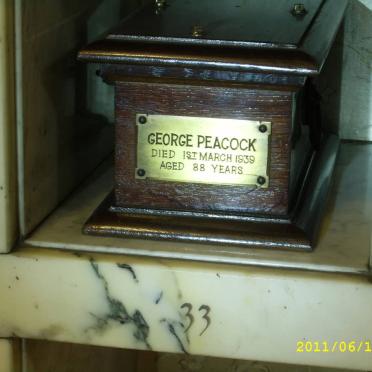 GEORGE PEACOCK
DIED 1ST MARCH 1939
AGED 88 YEARS
33
2011/06/1